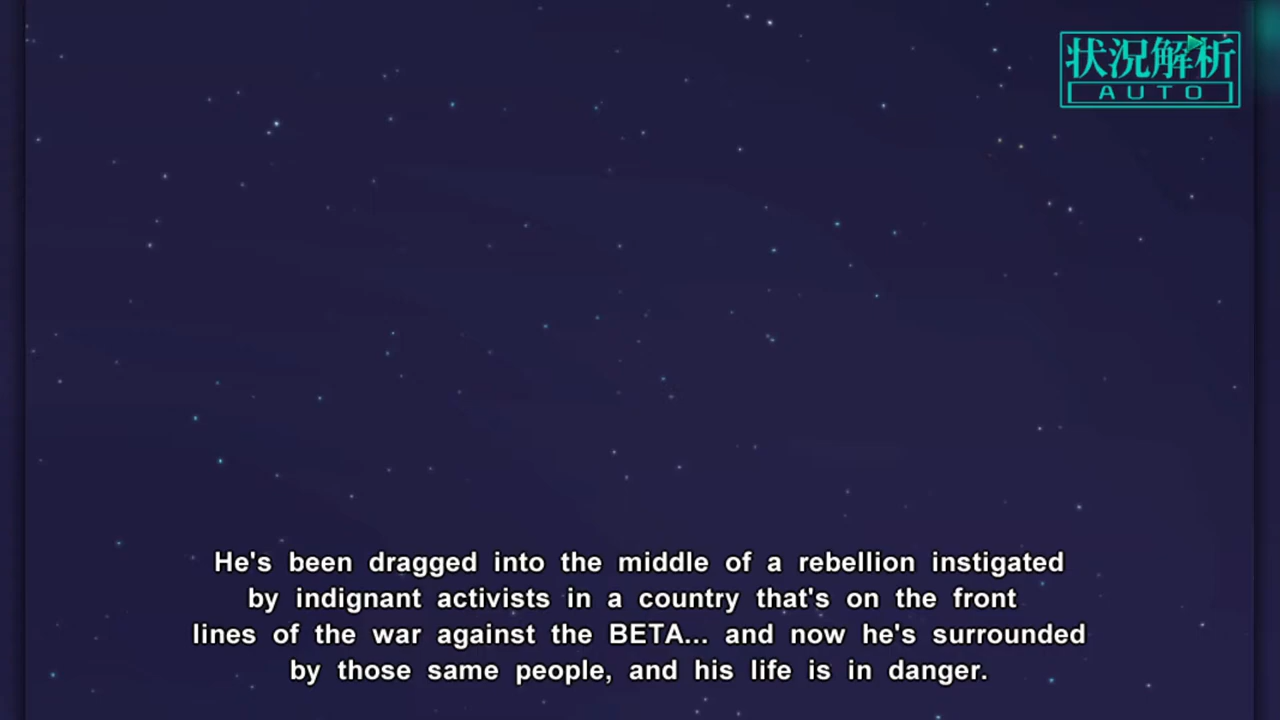 状況解析
AUTO
He's been dragged into the middle of a rebellion instigated
by indignant activists in a country that's on the front
lines of the war against the BETA... and now he's surrounded
by those same people, and his life is in danger.